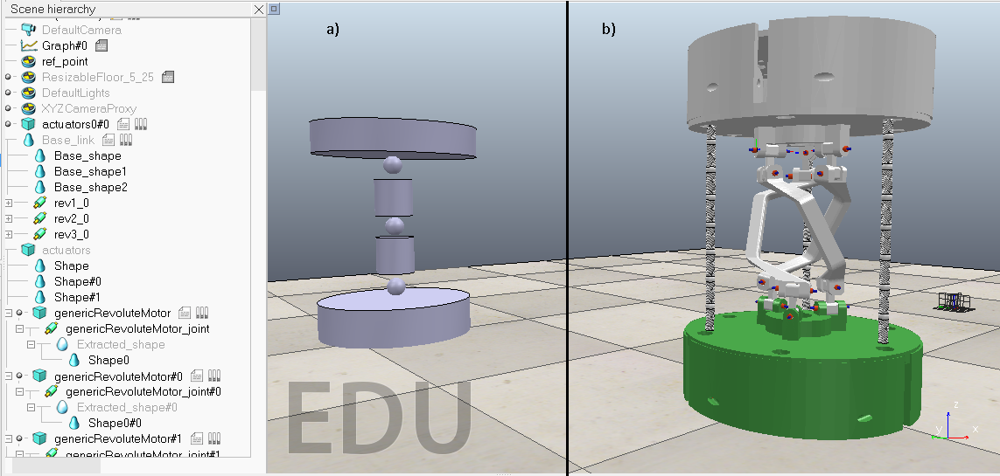 Scene hierarchy
DefaultCamera
Graph#0
ref_point
ResizableFloor_5_25
DefaultLights
XYZCameraProxy
actuators0#0
Base_link
Base_shape
Base_shape1
Base_shape2
rev1_0
rev2_0
rev3_0
actuators
Shape
Shape#0
Shape#1
genericRevoluteMotor
genericRevoluteMotor_joint
Extracted_shape
Shape0
genericRevoluteMotor#0
genericRevoluteMotor_joint#0
Extracted_shape#0
Shape0#0
genericRevoluteMotor#1
genericRevoluteMotor_joint#1
a)
EDU
b)
z
y
x